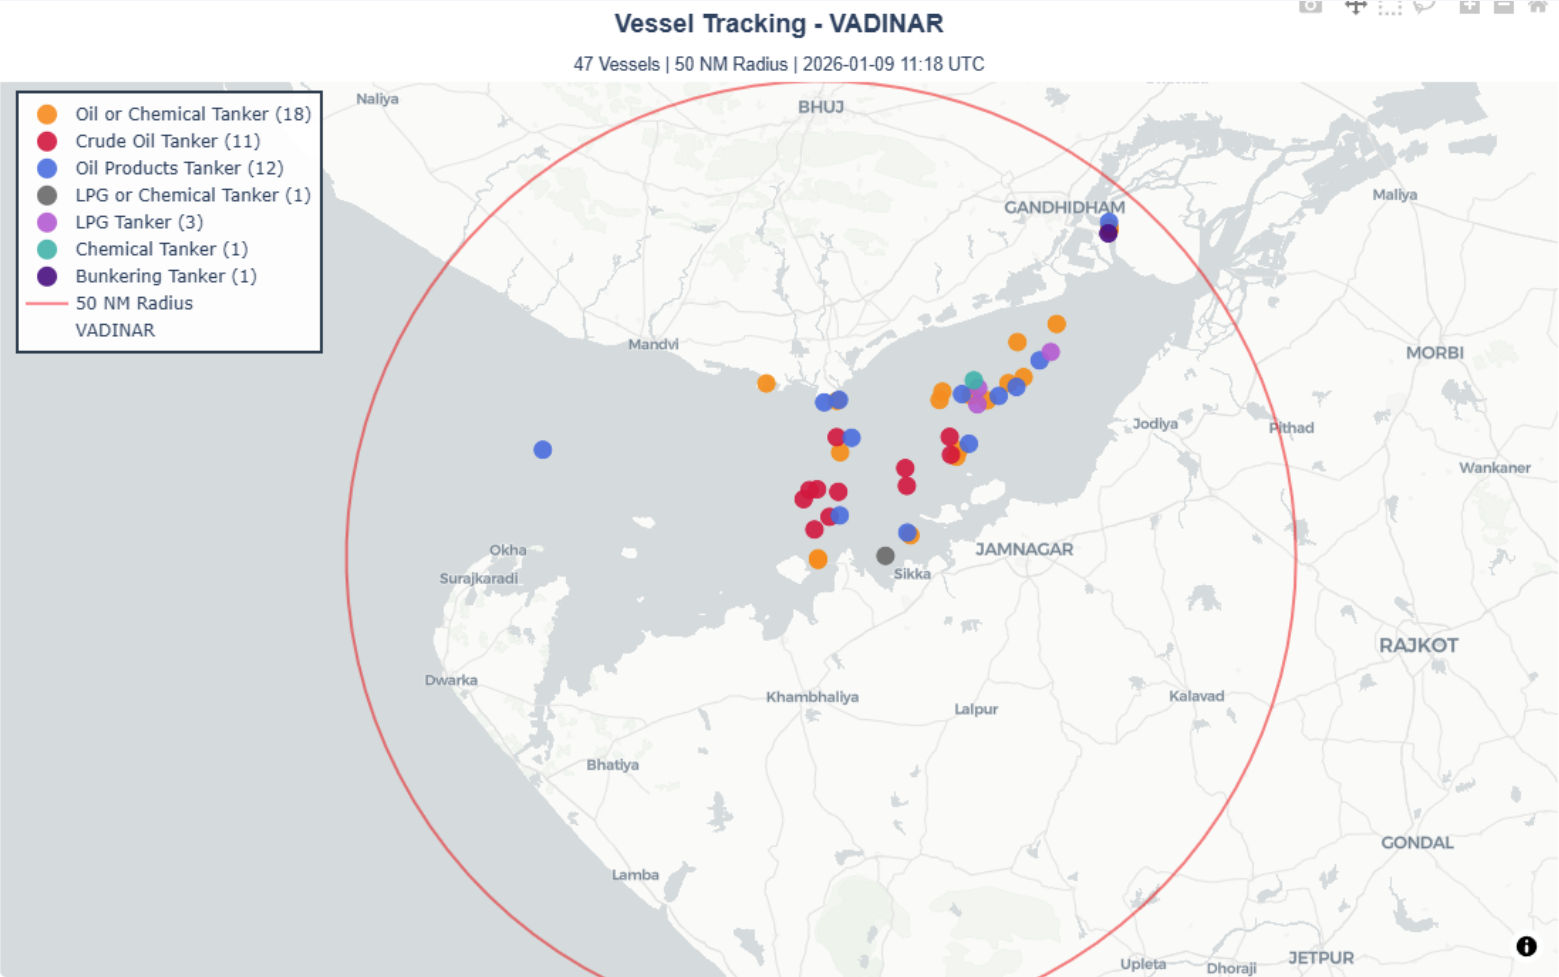 Vessel Tracking - VADINAR
47 Vessels | 50 NM Radius | 2026-01-09 11:18 UTC
Oil or Chemical Tanker (18)
Crude Oil Tanker (11)
Oil Products Tanker (12)
LPG or Chemical Tanker (1)
LPG Tanker (3)
Chemical Tanker (1)
Bunkering Tanker (1)
50 NM Radius
VADINAR
Naliya
BHUJ
Maliya
GANDHIDHAM
Mandvi
MORBI
Jodiya
Pithad
Wankaner
Okha
JAMNAGAR
Sikka
Surajkaradi
RAJKOT
Dwarka
Khambhaliya
Kalavad
Lalpur
Bhatiya
GONDAL
Lamba
JETPUR
Upleta
Dhoraji